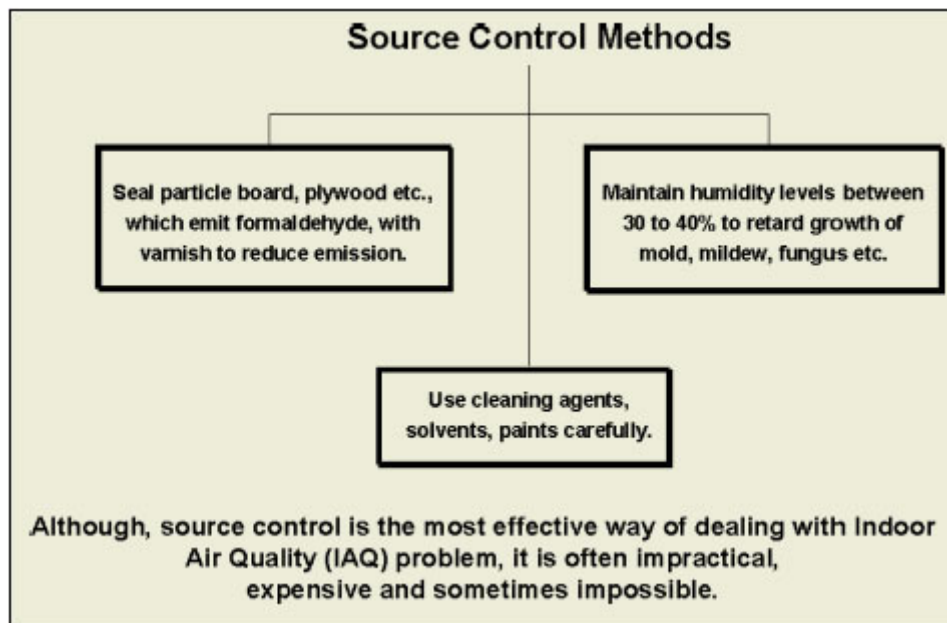 Source Control Methods
Seal particle board, plywood etc.,
which emit formaldehyde, with
varnish to reduce emission.
Maintain humidity levels between
30 to 40% to retard growth of
mold, mildew, fungus etc.
Use cleaning agents,
solvents, paints carefully.
Although, source control is the most effective way of dealing with Indoor
Air Quality (IAQ) problem, it is often impractical,
expensive and sometimes impossible.